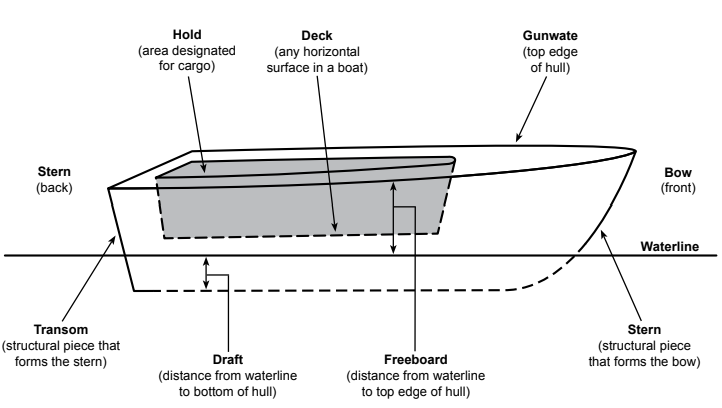 Hold
(area designated
for cargo)
Deck
(any horizontal
surface in a boat)
Gunwate
(top edge
of hull)
Stern
(back)
Bow
(front)
Waterline
Transom
(structural piece that
forms the stern)
Draft
(distance from waterline
to bottom of hull)
Freeboard
(distance from waterline
to top edge of hull)
Stern
(structural piece
that forms the bow)